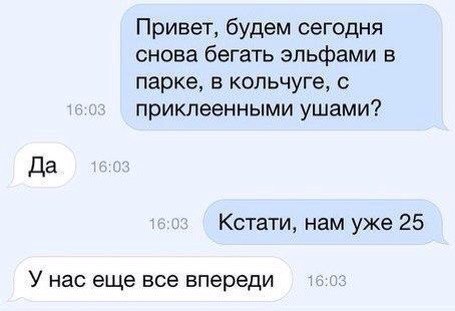 Привет, будем сегодня
снова бегать эльфами в
парке, в кольчуге, с
16:03 приклеенными ушами?
Да 16:03
16:03 Кстати, нам уже 25
У нас еще все впереди 16:03